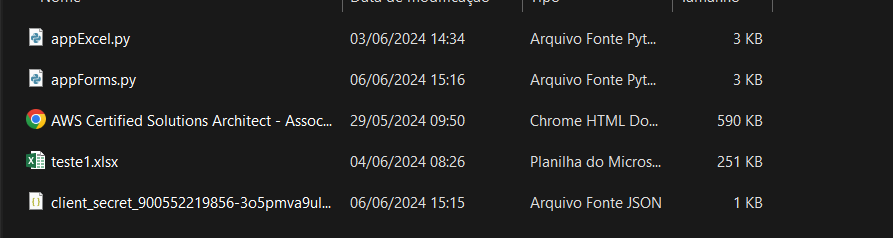 Nome Data de modificação Tipo Tamanho
appExcel.py 03/06/2024 14:34 Arquivo Fonte Pyt... 3 KB
appForms.py 06/06/2024 15:16 Arquivo Fonte Pyt... 3 KB
AWS Certified Solutions Architect - Assoc... 29/05/2024 09:50 Chrome HTML Do... 590 KB
teste1.xlsx 04/06/2024 08:26 Planilha do Micros... 251 KB
client_secret_900552219856-3o5pmva9ul... 06/06/2024 15:15 Arquivo Fonte JSON 1 KB